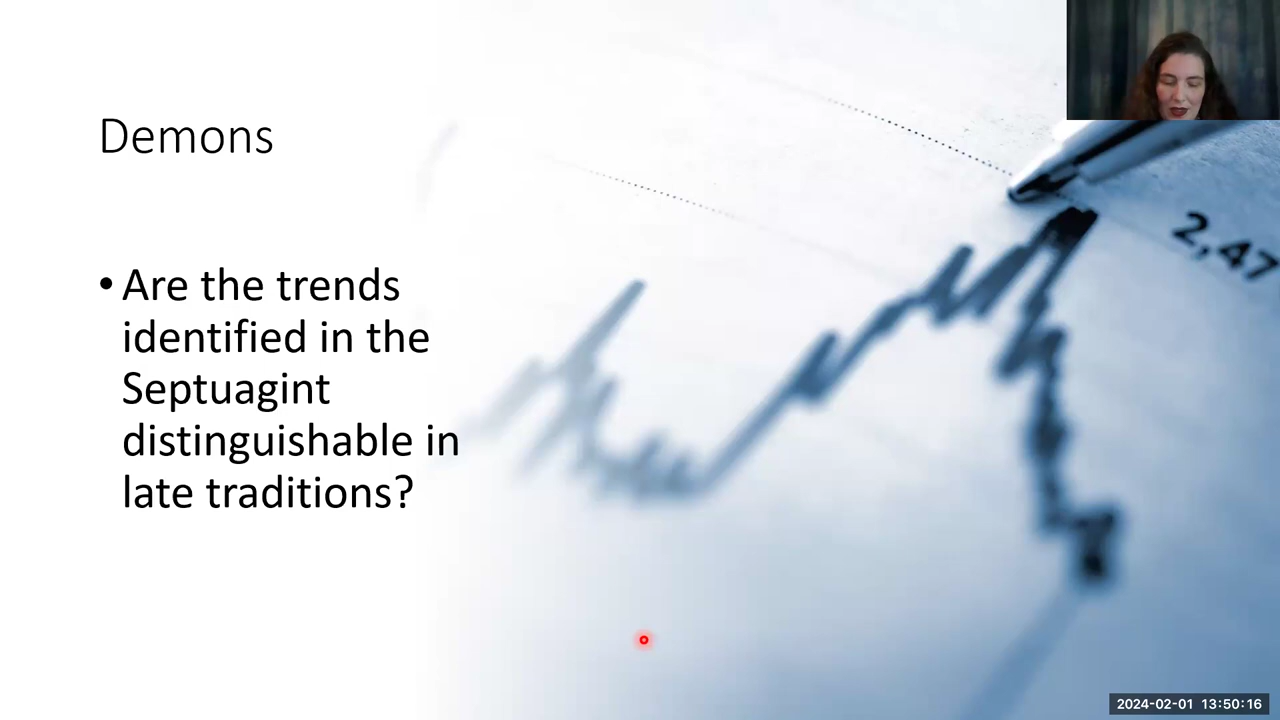 Demons
• Are the trends
identified in the
Septuagint
distinguishable in
late traditions?
2,47
2024-02-01 13:50:16